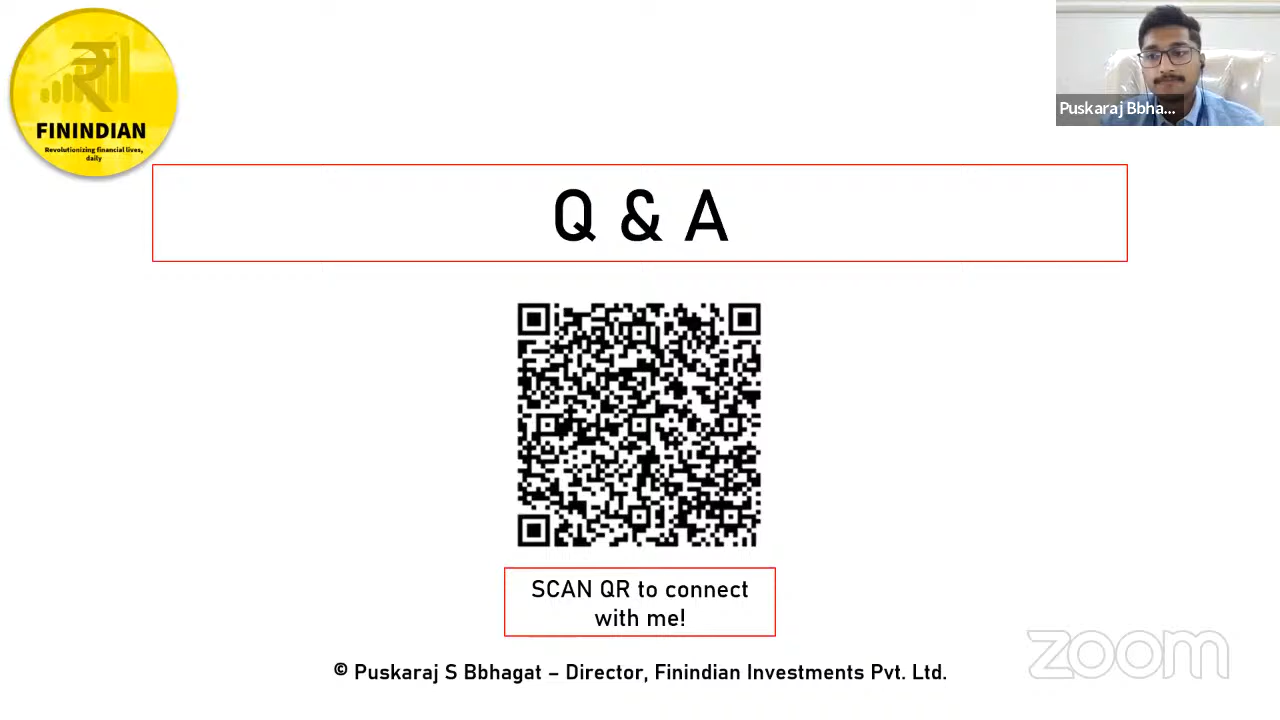 FININDIAN
Revolutionizing financial lives,
daily
Puskaraj Bbha...
Q & A
SCAN QR to connect
with me!
© Puskaraj S Bbhagat – Director, Finindian Investments Pvt. Ltd.
zoom